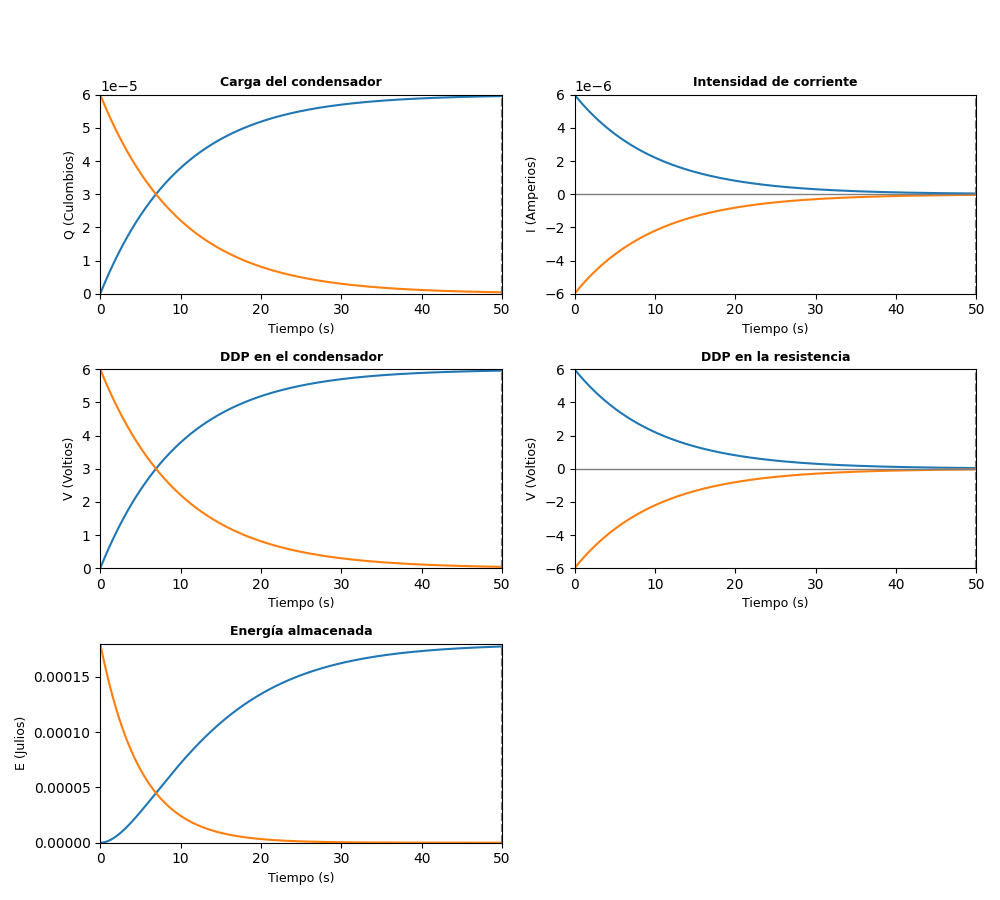 Carga del condensador
1e−5
6
5
4
3
2
1
0
Q (Culombios)
0 10 20 30 40 50
Tiempo (s)
Intensidad de corriente
1e−6
6
4
2
0
−2
−4
−6
I (Amperios)
0 10 20 30 40 50
Tiempo (s)
DDP en el condensador
6
5
4
3
2
1
0
V (Voltios)
0 10 20 30 40 50
Tiempo (s)
DDP en la resistencia
6
4
2
0
−2
−4
−6
V (Voltios)
0 10 20 30 40 50
Tiempo (s)
Energía almacenada
0.00015
0.00010
0.00005
0.00000
E (Julios)
0 10 20 30 40 50
Tiempo (s)